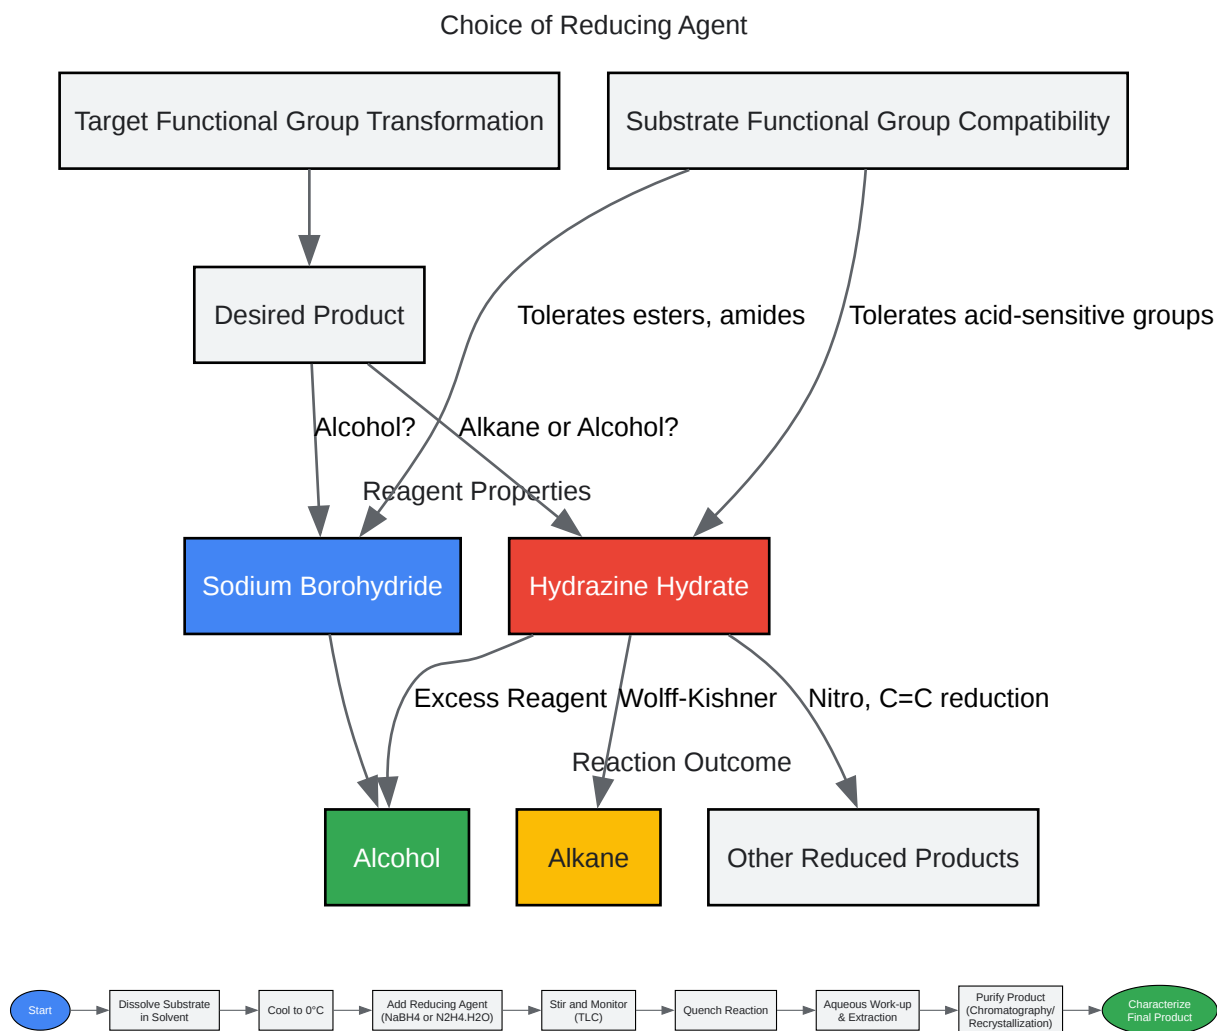 Choice of Reducing Agent
Target Functional Group Transformation
Substrate Functional Group Compatibility
Desired Product
Tolerates esters, amides
Tolerates acid-sensitive groups
Alcohol?
Alkane or Alcohol?
Reagent Properties
Sodium Borohydride
Hydrazine Hydrate
Excess Reagent
Wolff-Kishner
Nitro, C=C reduction
Reaction Outcome
Alcohol
Alkane
Other Reduced Products
Start
Dissolve Substrate
in Solvent
Cool to 0°C
Add Reducing Agent
(NaBH4 or N2H4.H2O)
Stir and Monitor
(TLC)
Quench Reaction
Aqueous Work-up
& Extraction
Purify Product
(Chromatography/
Recrystallization)
Characterize
Final Product